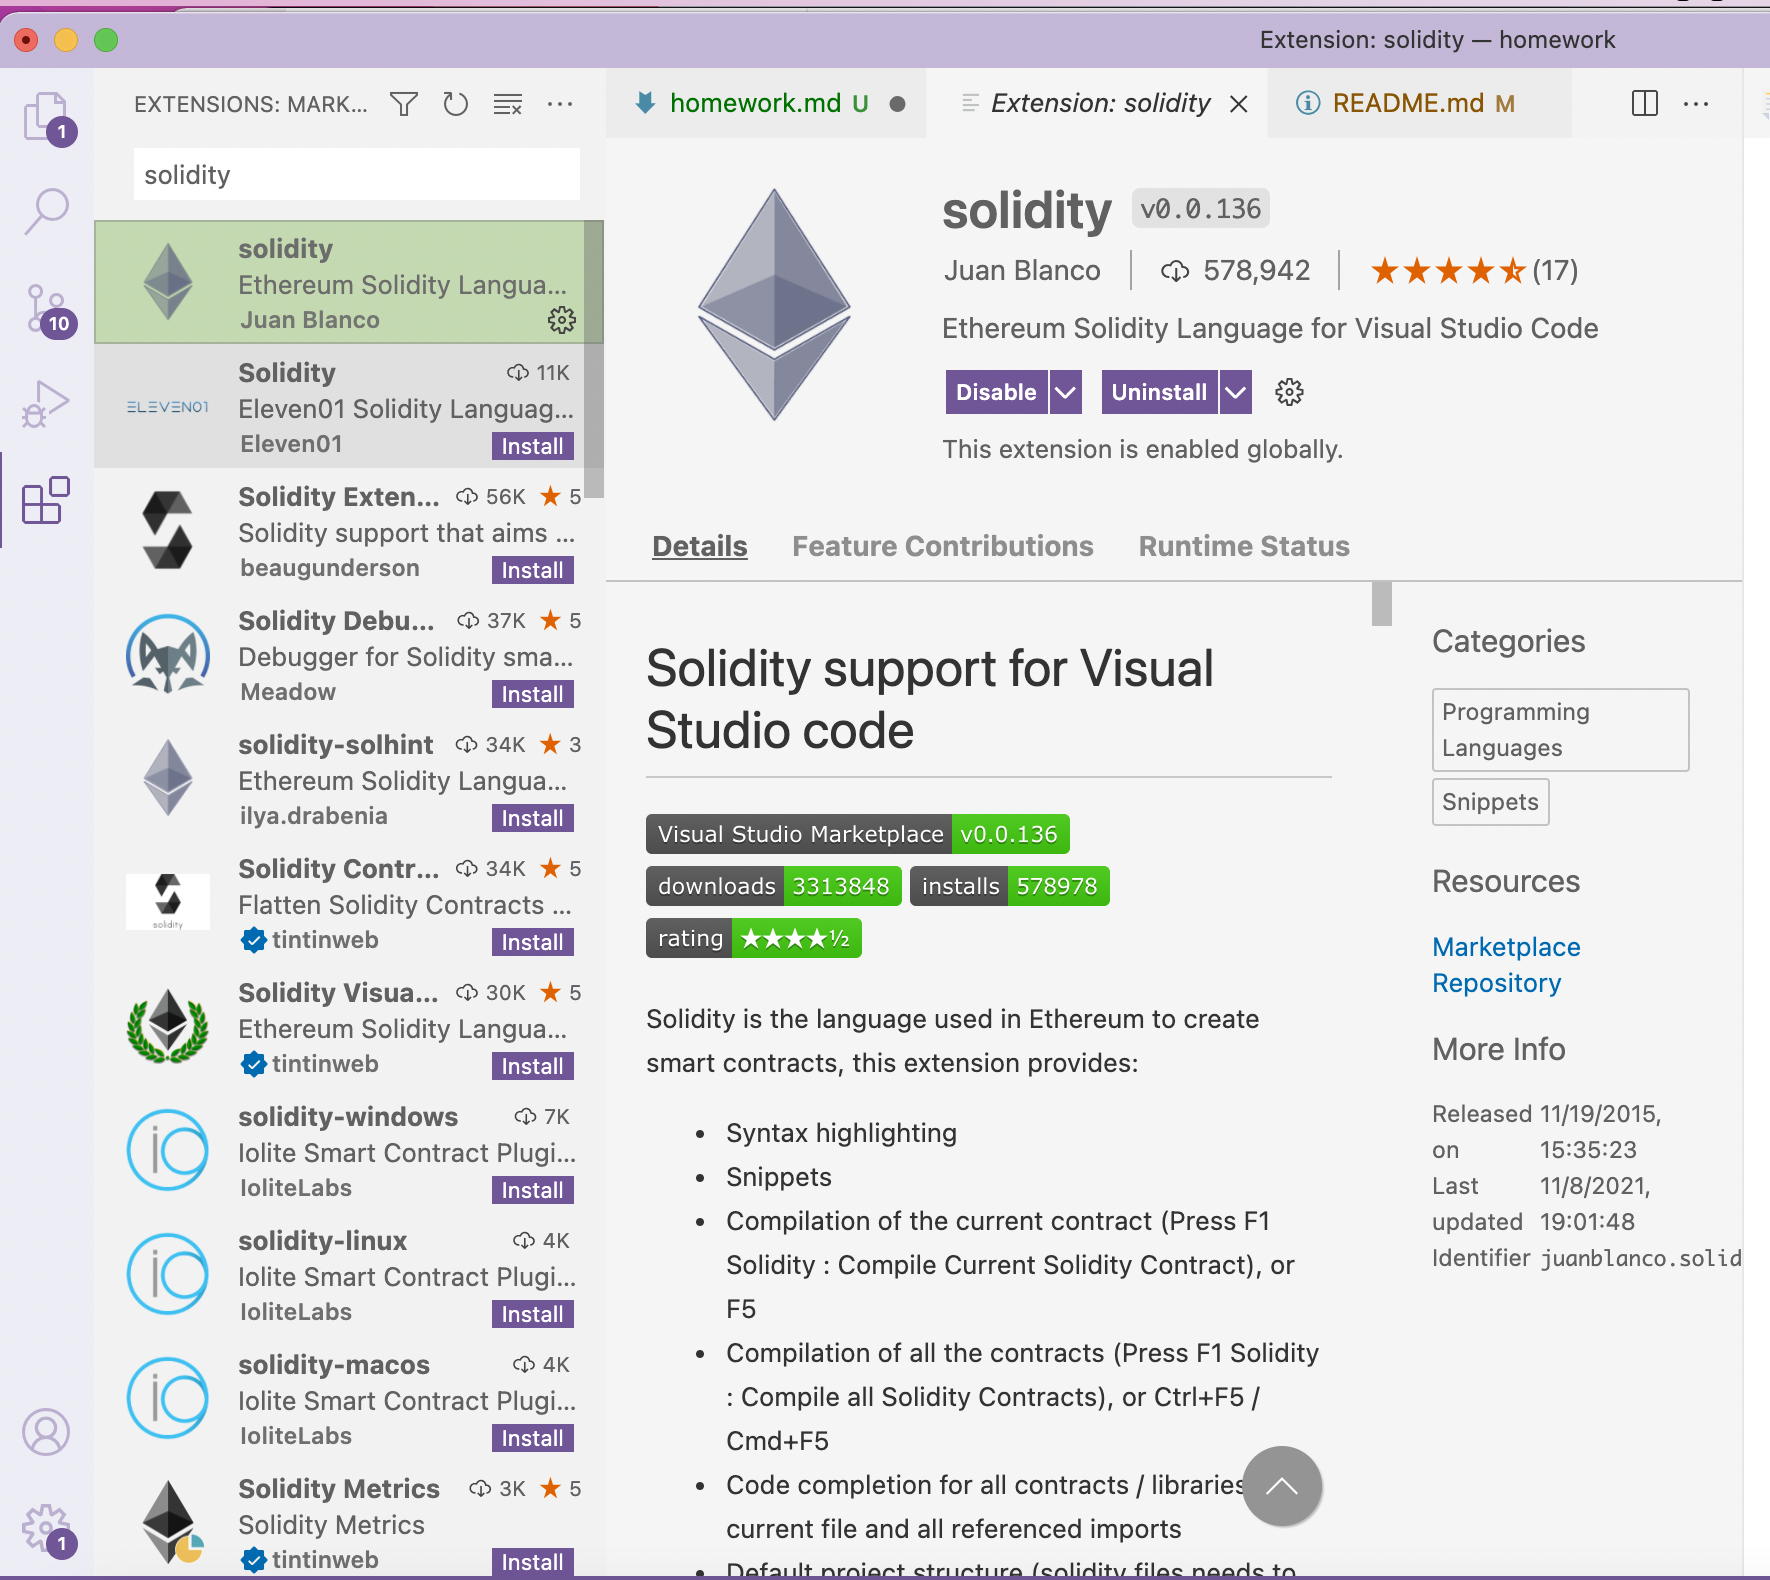 Extension: solidity — homework
EXTENSIONS: MARK...
solidity
1
10
1
solidity
Ethereum Solidity Langua...
Juan Blanco
ELEVEN01
Solidity 11K
Eleven01 Solidity Languag...
Eleven01 Install
Solidity Exten... 56K ★ 5
Solidity support that aims ...
beaugunderson Install
Solidity Debu... 37K ★ 5
Debugger for Solidity sma...
Meadow Install
solidity-solhint 34K ★ 3
Ethereum Solidity Langua...
ilya.drabenia Install
solidity
Solidity Contr... 34K ★ 5
Flatten Solidity Contracts ...
tintinweb Install
Solidity Visua... 30K ★ 5
Ethereum Solidity Langua...
tintinweb Install
solidity-windows 7K
Iolite Smart Contract Plugi...
IoliteLabs Install
solidity-linux 4K
Iolite Smart Contract Plugi...
IoliteLabs Install
solidity-macos 4K
Iolite Smart Contract Plugi...
IoliteLabs Install
Solidity Metrics 3K ★ 5
Solidity Metrics
tintinweb Install
homework.md U
Extension: solidity
README.md M
solidity v0.0.136
Juan Blanco 578,942 (17)
Ethereum Solidity Language for Visual Studio Code
Disable Uninstall
This extension is enabled globally.
Details Feature Contributions Runtime Status
Solidity support for Visual
Studio code
Visual Studio Marketplace v0.0.136
downloads 3313848 installs 578978
rating ★★★★½
Solidity is the language used in Ethereum to create
smart contracts, this extension provides:
• Syntax highlighting
• Snippets
• Compilation of the current contract (Press F1
Solidity : Compile Current Solidity Contract), or
F5
• Compilation of all the contracts (Press F1 Solidity
: Compile all Solidity Contracts), or Ctrl+F5 /
Cmd+F5
• Code completion for all contracts / libraries
current file and all referenced imports
• Default project structure (solidity files needs to
Categories
Programming
Languages
Snippets
Resources
Marketplace
Repository
More Info
Released 11/19/2015,
on 15:35:23
Last 11/8/2021,
updated 19:01:48
Identifier juanblanco.solid